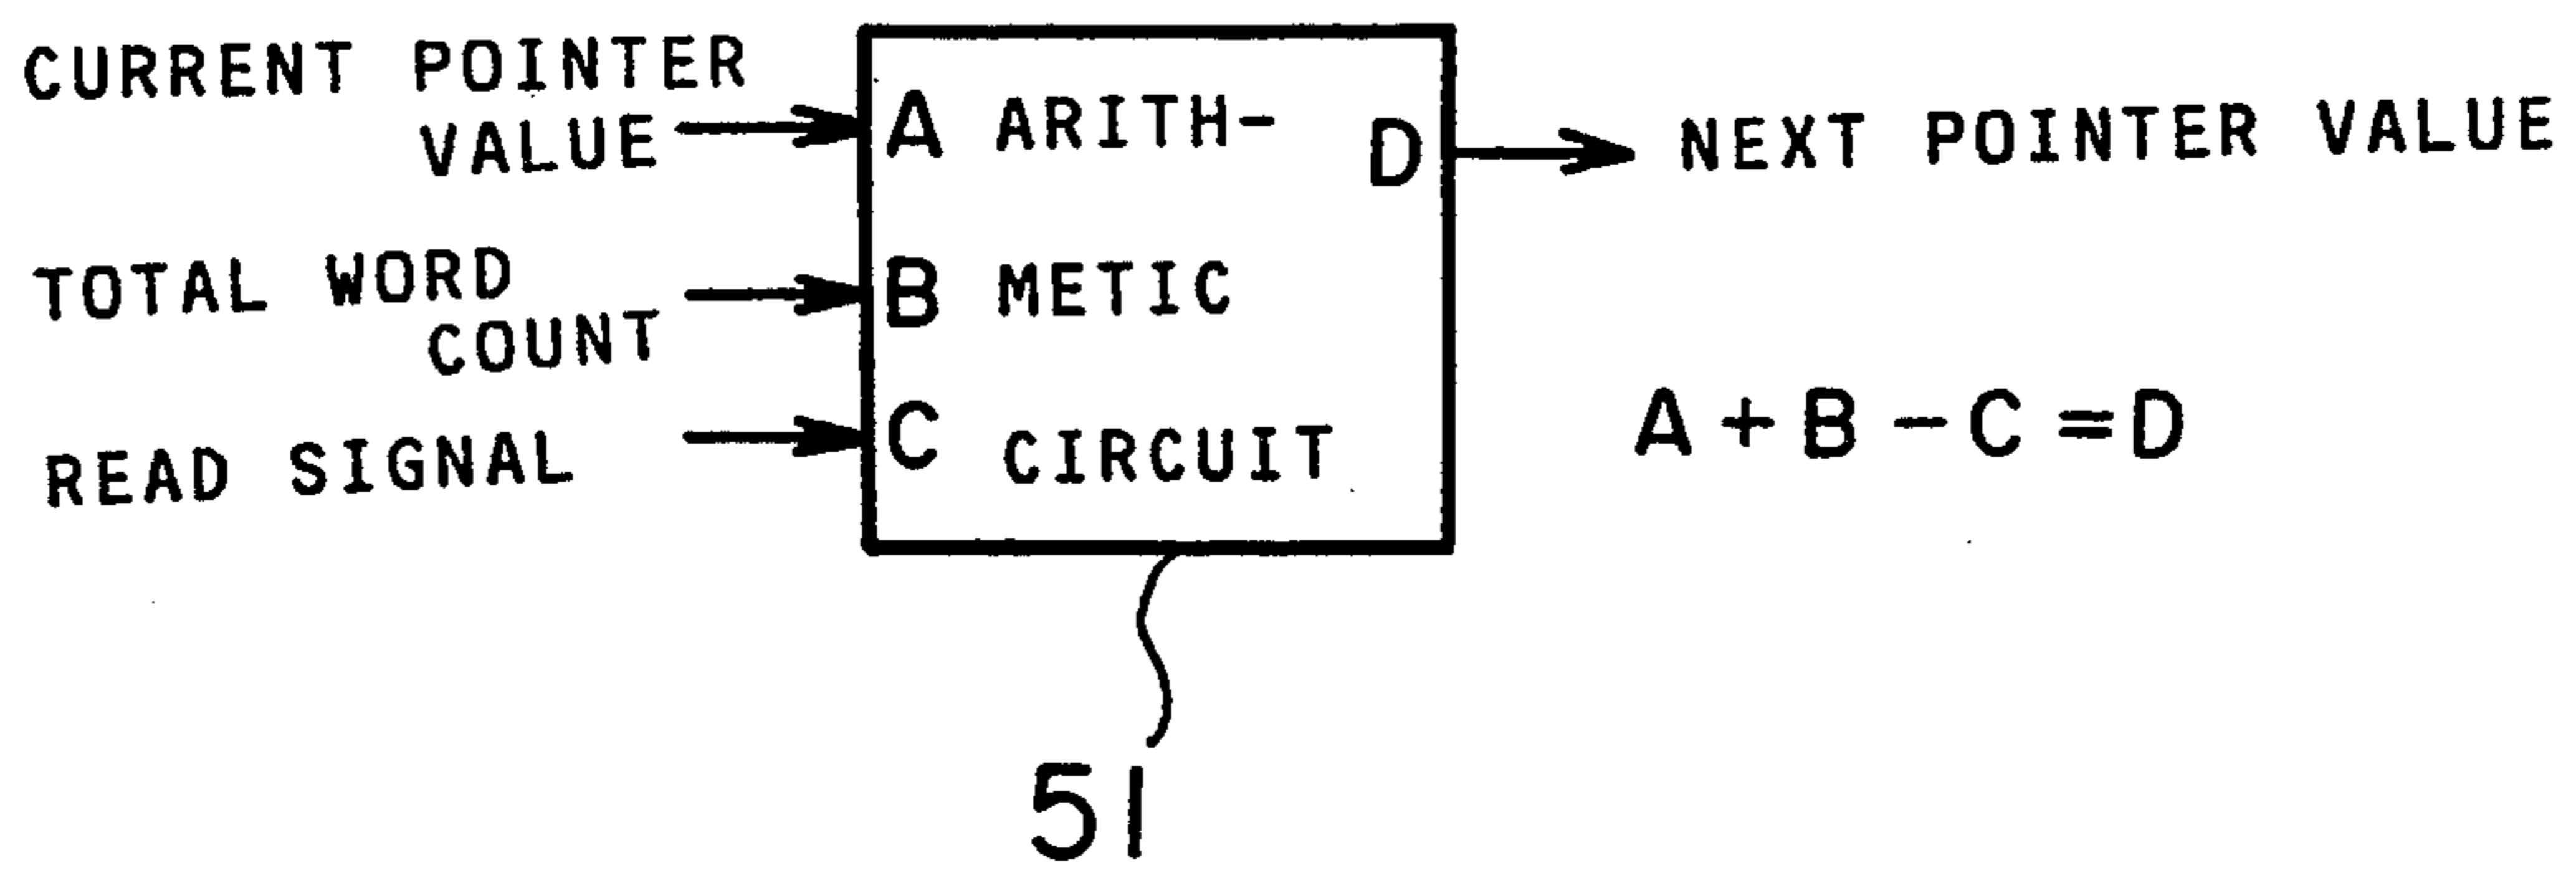 CURRENT POINTER
VALUE
TOTAL WORD
COUNT
READ SIGNAL
A ARITH-
B METIC
C CIRCUIT
D
NEXT POINTER VALUE
A+B-C=D
51